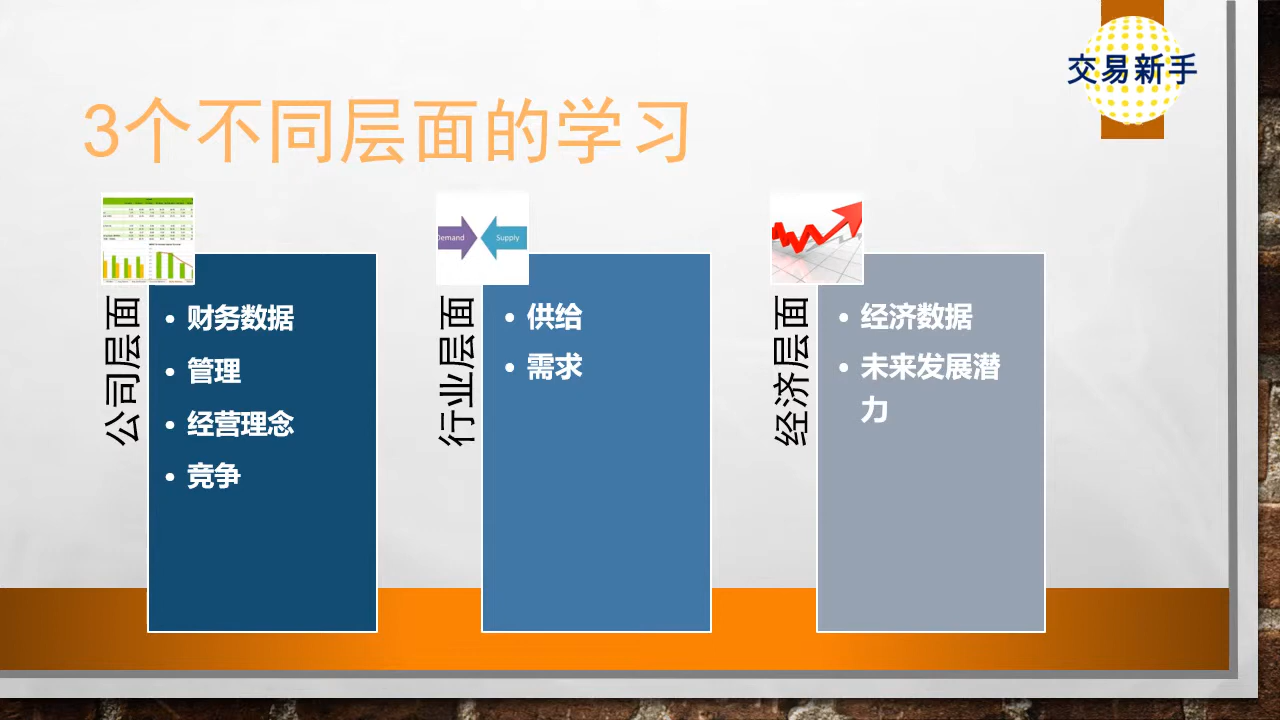 交易新手
3个不同层面的学习
公司层面
财务数据
管理
经营理念
竞争
Demand
Supply
行业层面
供给
需求
经济层面
经济数据
未来发展潜
力